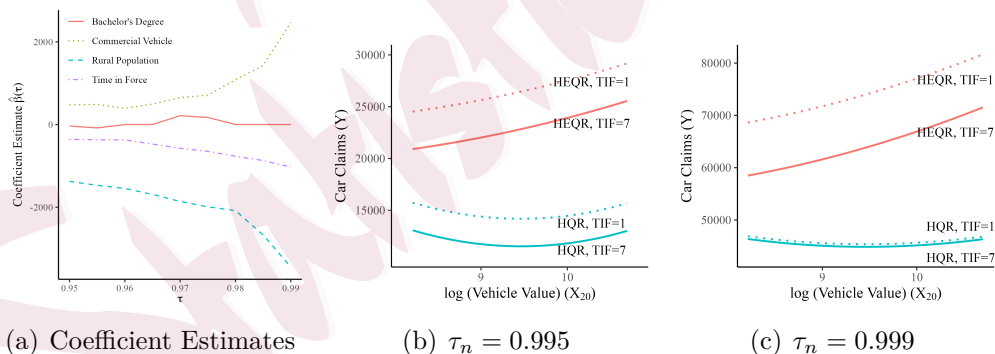 Bachelor's Degree
Commercial Vehicle
Rural Population
Time in Force
Coefficient Estimate β̂(τ)
2000
0
-2000
0.95
0.96
0.97
0.98
0.99
τ
(a) Coefficient Estimates
Car Claims (Y)
30000
25000
20000
15000
HEQR, TIF=1
HEQR, TIF=7
HQR, TIF=1
HQR, TIF=7
9
10
log (Vehicle Value) (X₂₀)
(b) τₙ = 0.995
Car Claims (Y)
80000
70000
60000
50000
HEQR, TIF=1
HEQR, TIF=7
HQR, TIF=1
HQR, TIF=7
9
10
log (Vehicle Value) (X₂₀)
(c) τₙ = 0.999